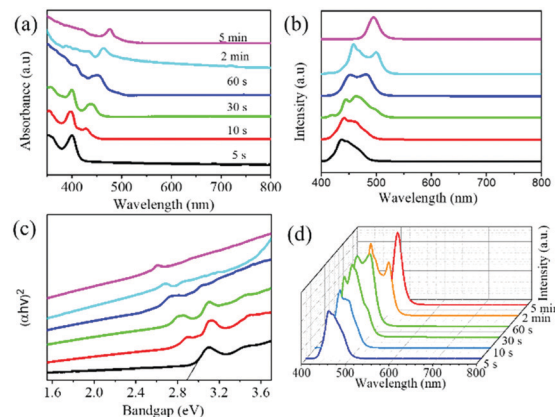 (a)
5 min
2 min
60 s
30 s
10 s
5 s
Absorbance (a.u)
400 500 600 700 800
Wavelength (nm)
(b)
Intensity (a.u)
400 500 600 700 800
Wavelength (nm)
(c)
(αhν)²
1.6 2.0 2.4 2.8 3.2 3.6
Bandgap (eV)
(d)
Intensity (a.u)
5 min
2 min
60 s
30 s
10 s
5 s
400 500 600 700 800
Wavelength (nm)